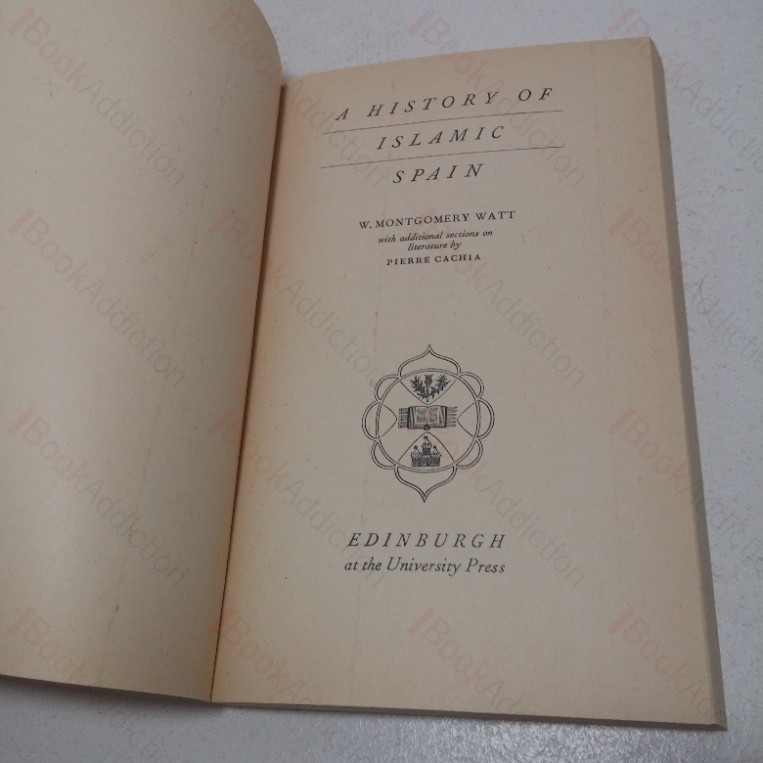 A HISTORY OF
ISLAMIC
SPAIN
W. MONTGOMERY WATT
with additional sections on
literature by
PIERRE CACHIA
EDINBURGH
at the University Press
BookAddiction